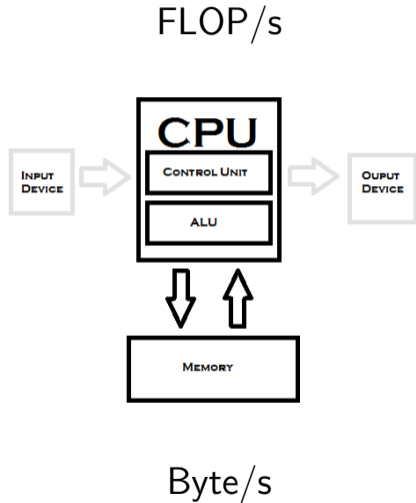 FLOP/s
CPU
INPUT
DEVICE
CONTROL UNIT
OUPUT
DEVICE
ALU
MEMORY
Byte/s